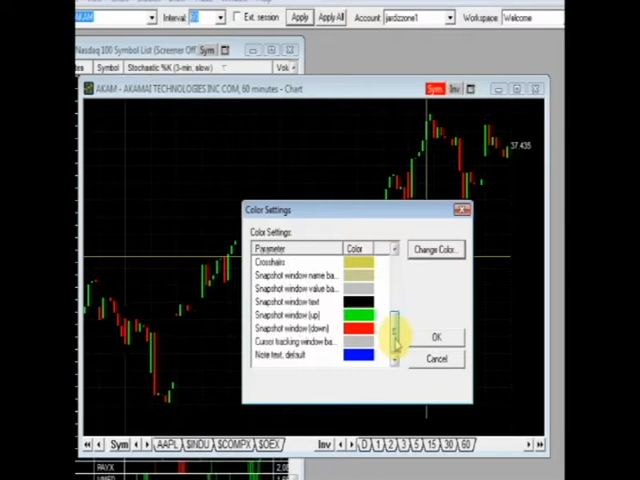 AKAM Interval: 60 Ext. session Apply Apply All Account: jardzzone1 Workspace: Welcome
Nasdaq 100 Symbol List (Screener Off Sym
Symbol Stochastic %K (3-min, slow)
AKAM - AKAMAI TECHNOLOGIES INC COM, 60 minutes - Chart Sym Inv
37.435
Color Settings
Color Settings:
Parameter Color Change Color...
Crosshairs
Snapshot window name ba...
Snapshot window value ba...
Snapshot window text
Snapshot window (up)
Snapshot window (down) OK
Cursor tracking window ba...
Note text, default Cancel
Sym AAPL $INDU $COMPX $OEX Inv D 1 2 3 5 15 30 60
PAYX